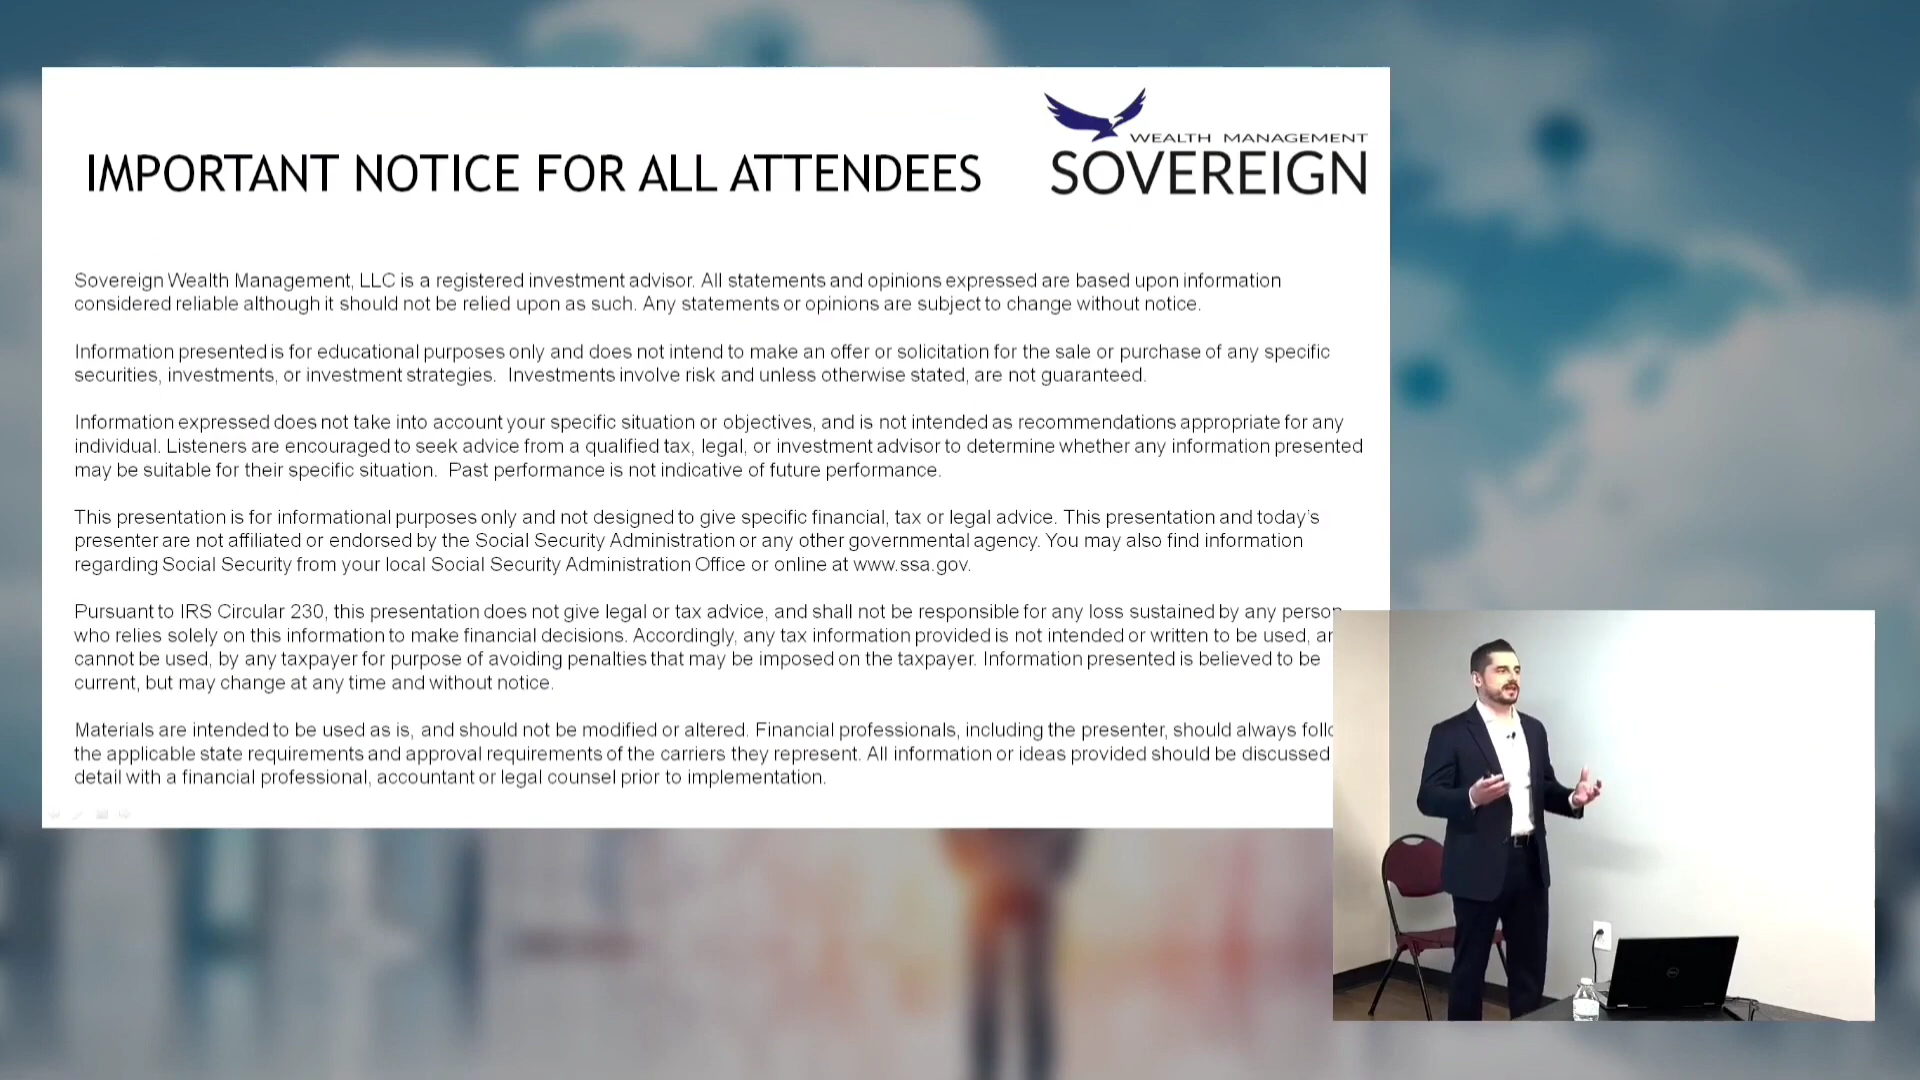 WEALTH MANAGEMENT
IMPORTANT NOTICE FOR ALL ATTENDEES
SOVEREIGN
Sovereign Wealth Management, LLC is a registered investment advisor. All statements and opinions expressed are based upon information
considered reliable although it should not be relied upon as such. Any statements or opinions are subject to change without notice.
Information presented is for educational purposes only and does not intend to make an offer or solicitation for the sale or purchase of any specific
securities, investments, or investment strategies. Investments involve risk and unless otherwise stated, are not guaranteed.
Information expressed does not take into account your specific situation or objectives, and is not intended as recommendations appropriate for any
individual. Listeners are encouraged to seek advice from a qualified tax, legal, or investment advisor to determine whether any information presented
may be suitable for their specific situation. Past performance is not indicative of future performance.
This presentation is for informational purposes only and not designed to give specific financial, tax or legal advice. This presentation and today's
presenter are not affiliated or endorsed by the Social Security Administration or any other governmental agency. You may also find information
regarding Social Security from your local Social Security Administration Office or online at www.ssa.gov.
Pursuant to IRS Circular 230, this presentation does not give legal or tax advice, and shall not be responsible for any loss sustained by any person
who relies solely on this information to make financial decisions. Accordingly, any tax information provided is not intended or written to be used,
cannot be used, by any taxpayer for purpose of avoiding penalties that may be imposed on the taxpayer. Information presented is believed to be
current, but may change at any time and without notice.
Materials are intended to be used as is, and should not be modified or altered. Financial professionals, including the presenter, should always
the applicable state requirements and approval requirements of the carriers they represent. All information or ideas provided should be discussed
detail with a financial professional, accountant or legal counsel prior to implementation.